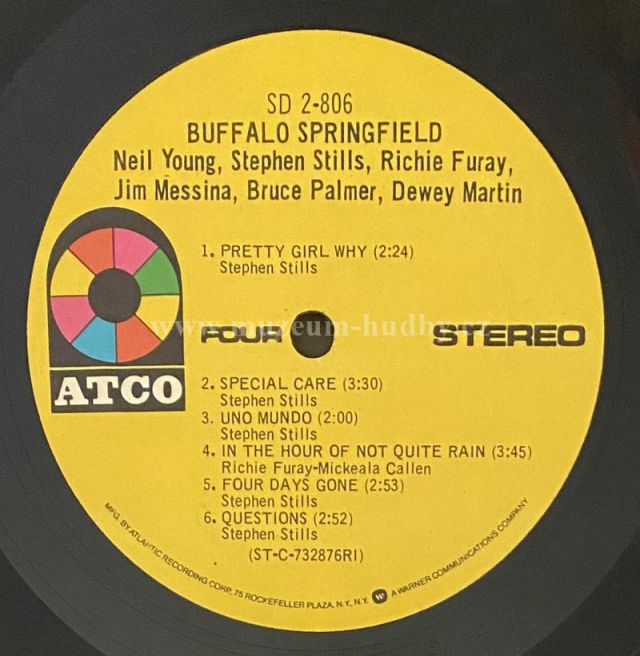 SD 2-806
BUFFALO SPRINGFIELD
Neil Young, Stephen Stills, Richie Furay,
Jim Messina, Bruce Palmer, Dewey Martin
1. PRETTY GIRL WHY (2:24)
Stephen Stills
www.muzeum-hudby.cz
FOUR
STEREO
ATCO
2. SPECIAL CARE (3:30)
Stephen Stills
3. UNO MUNDO (2:00)
Stephen Stills
4. IN THE HOUR OF NOT QUITE RAIN (3:45)
Richie Furay-Mickeala Callen
5. FOUR DAYS GONE (2:53)
Stephen Stills
6. QUESTIONS (2:52)
Stephen Stills
(ST-C-732876RI)
MFG. BY ATLANTIC RECORDING CORP., 75 ROCKEFELLER PLAZA, N.Y., N.Y. W A WARNER COMMUNICATIONS COMPANY